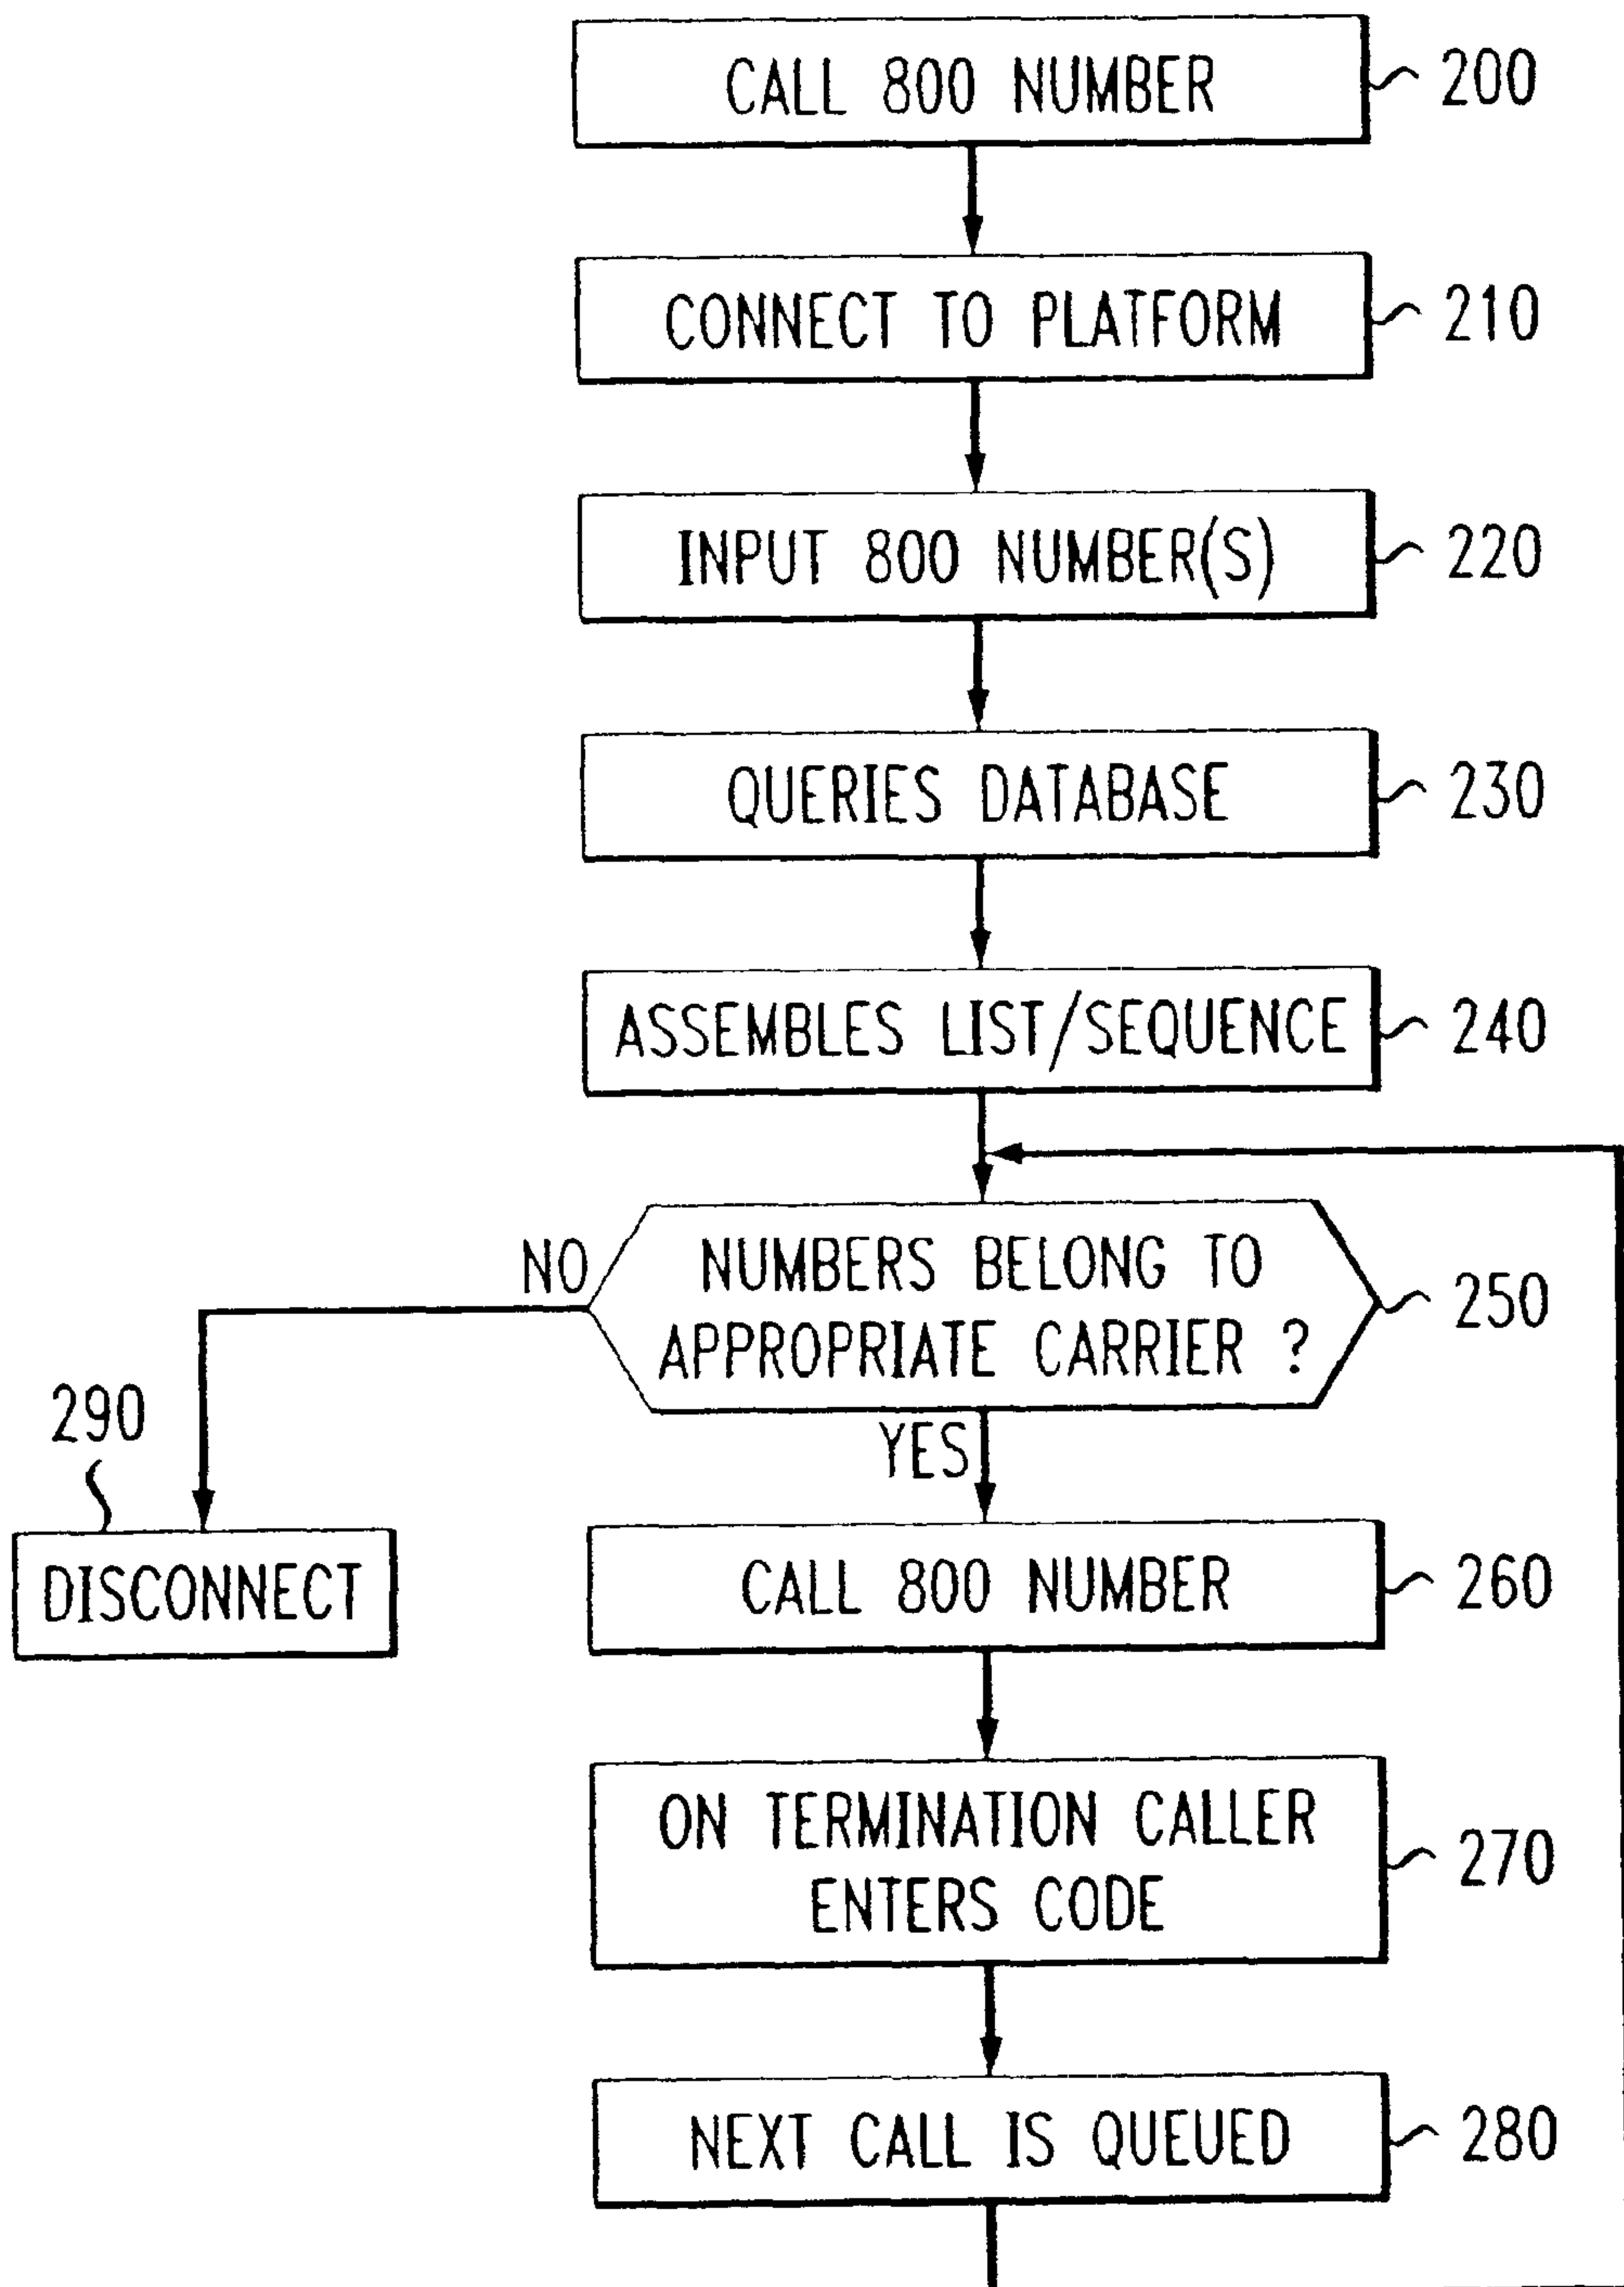 CALL 800 NUMBER
200
CONNECT TO PLATFORM
210
INPUT 800 NUMBER(S)
220
QUERIES DATABASE
230
ASSEMBLES LIST/SEQUENCE
240
NO
NUMBERS BELONG TO
APPROPRIATE CARRIER ?
250
290
YES
DISCONNECT
CALL 800 NUMBER
260
ON TERMINATION CALLER
ENTERS CODE
270
NEXT CALL IS QUEUED
280